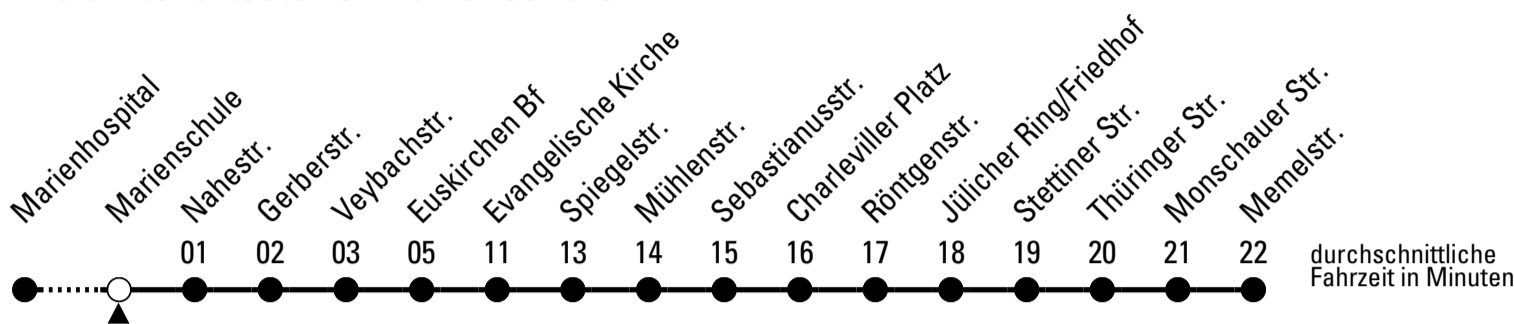 Marienhospital
Marienschule
Nahestr.
Gerberstr.
Veybachstr.
Euskirchen Bf
Evangelische Kirche
Spiegelstr.
Mühlenstr.
Sebastianusstr.
Charleviller Platz
Röntgenstr.
Jülicher Ring/Friedhof
Stettiner Str.
Thüringer Str.
Monschauer Str.
Memelstr.
01 02 03 05 11 13 14 15 16 17 18 19 20 21 22
durchschnittliche
Fahrzeit in Minuten